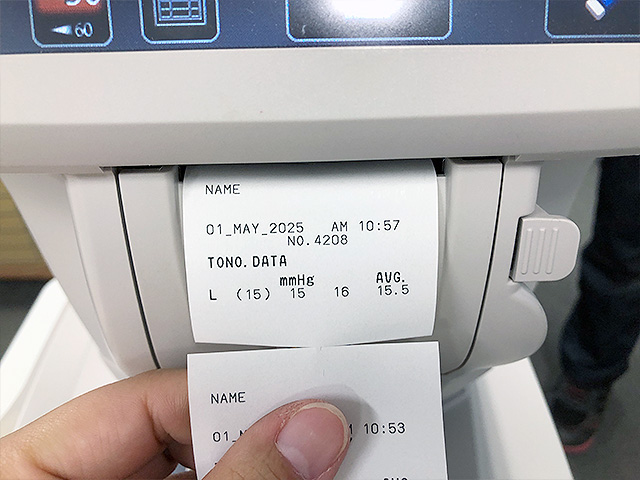 60
NAME
01_MAY_2025 AM 10:57
NO.4208
TONO.DATA
mmHg AVG.
L (15) 15 16 15.5
NAME
10:53